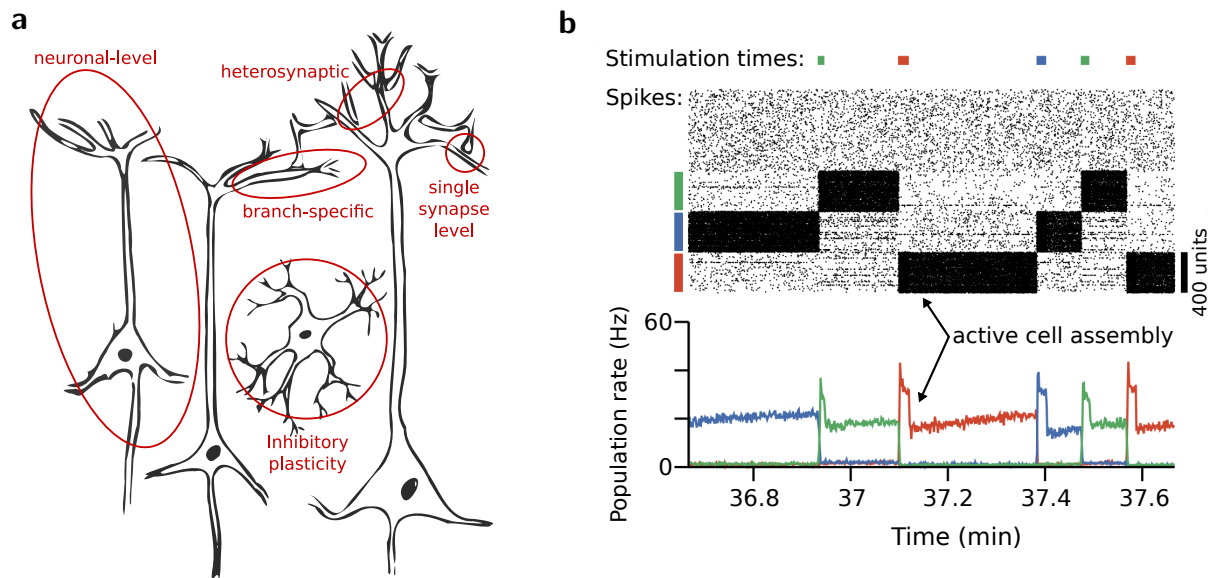 a
neuronal-level
heterosynaptic
branch-specific
single
synapse
level
Inhibitory
plasticity
b
Stimulation times:
Spikes:
400 units
active cell assembly
Population rate (Hz)
60
0
36.8 37 37.2 37.4 37.6
Time (min)